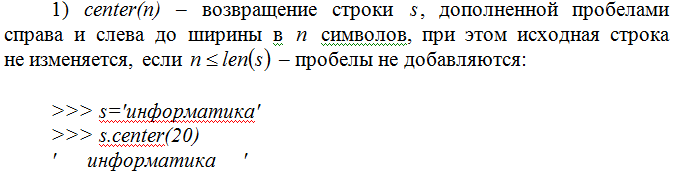 1) center(n) – возвращение строки s, дополненной пробелами
справа и слева до ширины в n символов, при этом исходная строка
не изменяется, если n ≤ len(s) – пробелы не добавляются:
>>> s='информатика'
>>> s.center(20)
'    информатика    '